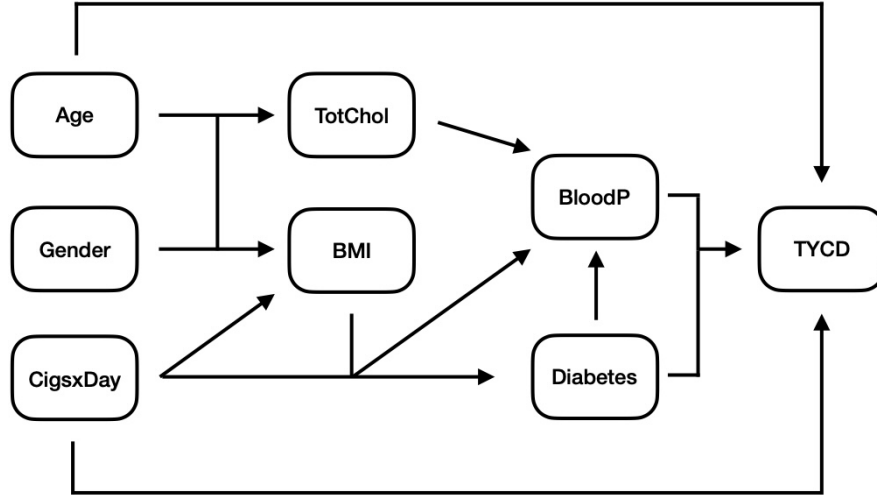 Age
TotChol
BloodP
Gender
BMI
TYCD
CigsxDay
Diabetes